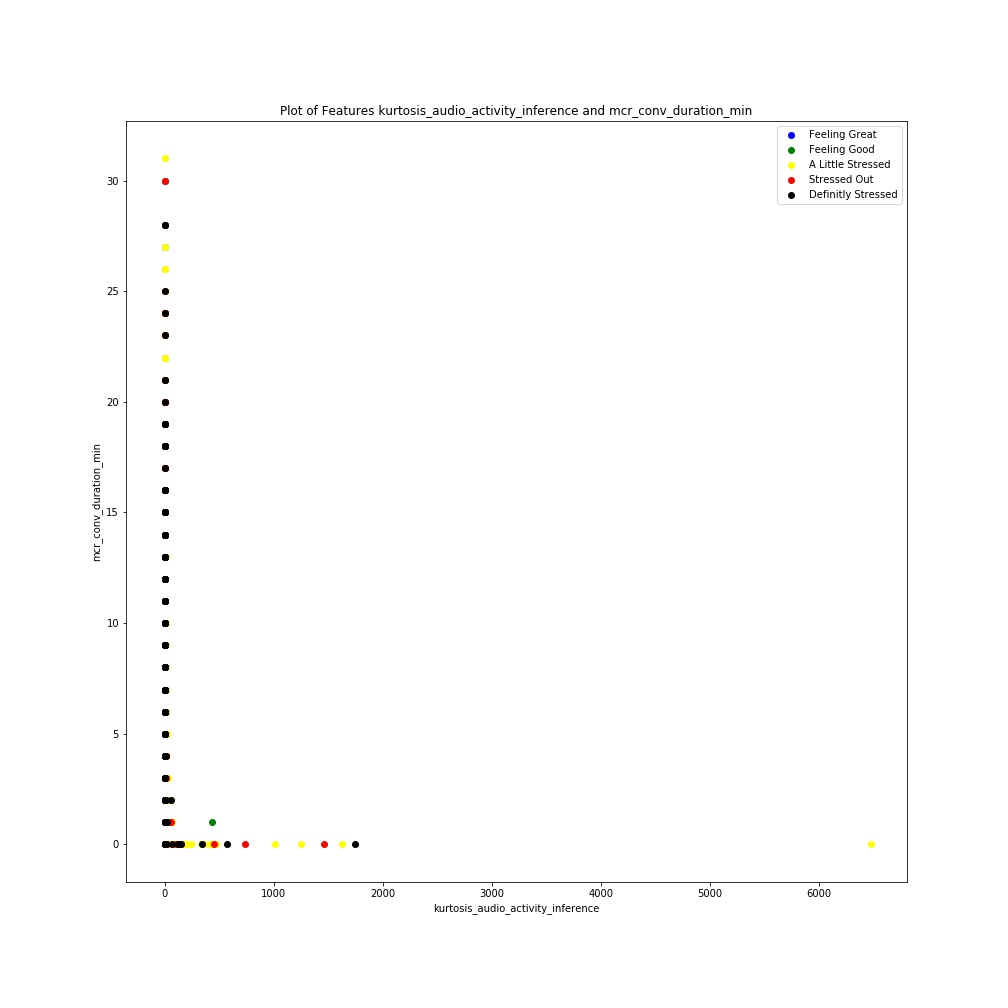 Plot of Features kurtosis_audio_activity_inference and mcr_conv_duration_min
Feeling Great
Feeling Good
A Little Stressed
Stressed Out
Definitly Stressed
mcr_conv_duration_min
30
25
20
15
10
5
0
0 1000 2000 3000 4000 5000 6000
kurtosis_audio_activity_inference